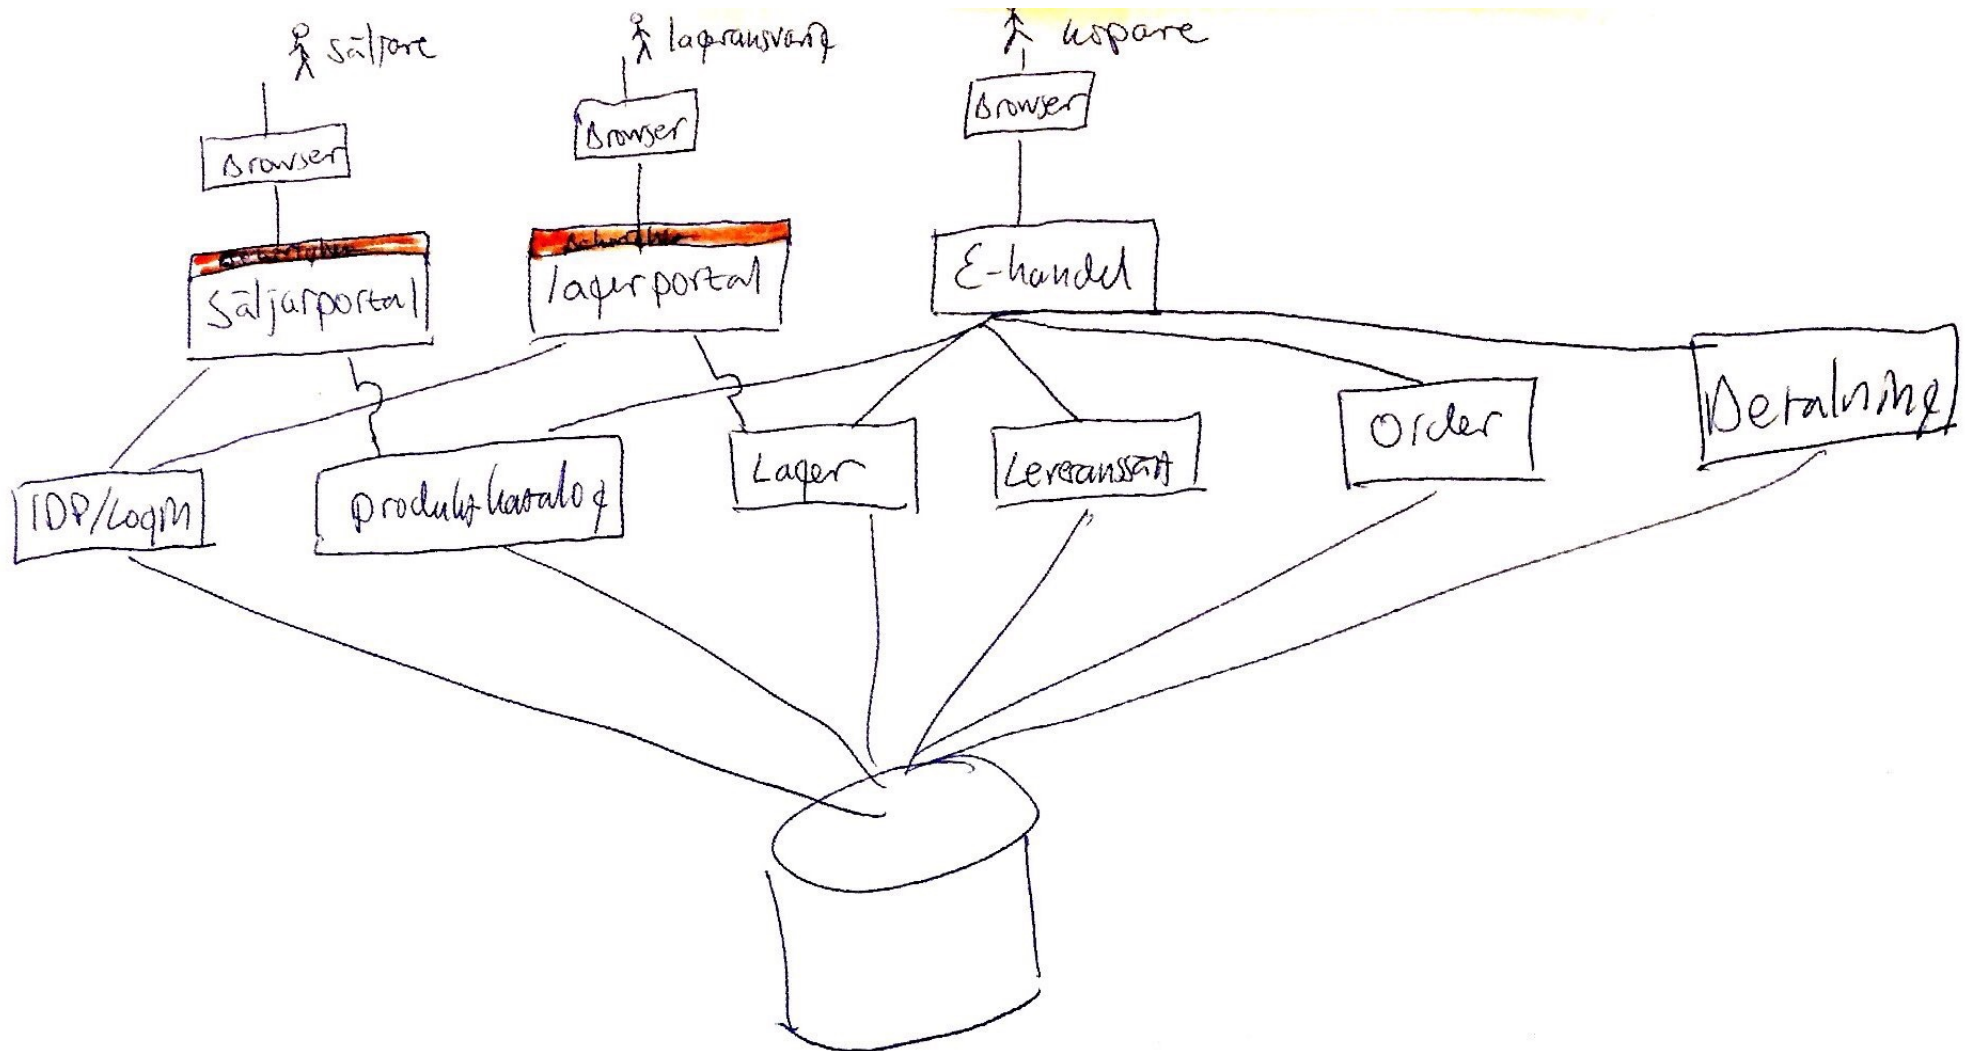 säljare
lageransvarig
köpare
Browser
Browser
Browser
Säljarportal
lagerportal
E-handel
IDP/Login
produktkatalog
Lager
Leveranssätt
Order
Betalning